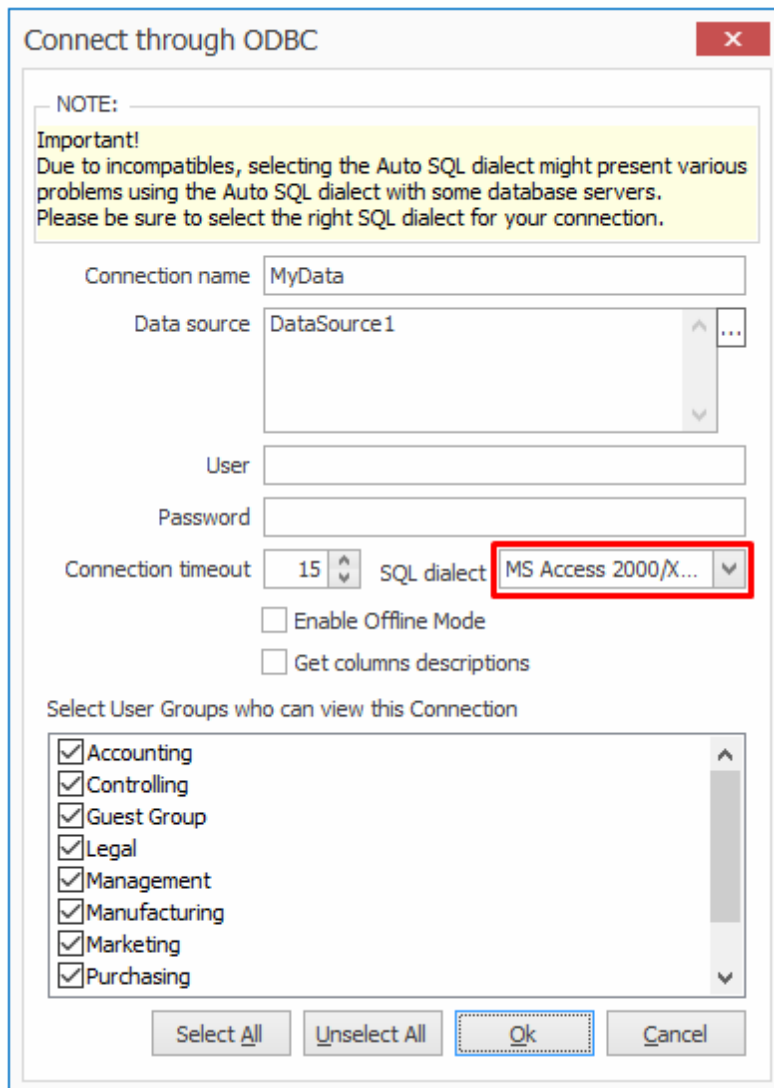 Connect through ODBC
NOTE:
Important!
Due to incompatibles, selecting the Auto SQL dialect might present various
problems using the Auto SQL dialect with some database servers.
Please be sure to select the right SQL dialect for your connection.
Connection name MyData
Data source DataSource1 ...
User
Password
Connection timeout 15 SQL dialect MS Access 2000/X...
Enable Offline Mode
Get columns descriptions
Select User Groups who can view this Connection
Accounting
Controlling
Guest Group
Legal
Management
Manufacturing
Marketing
Purchasing
Select All Unselect All Ok Cancel